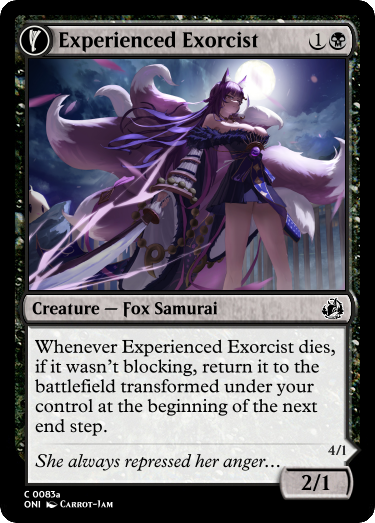 Experienced Exorcist 1
Creature — Fox Samurai
Whenever Experienced Exorcist dies,
if it wasn't blocking, return it to the
battlefield transformed under your
control at the beginning of the next
end step.
4/1
She always repressed her anger...
2/1
C 0083a
ONI Carrot-Jam